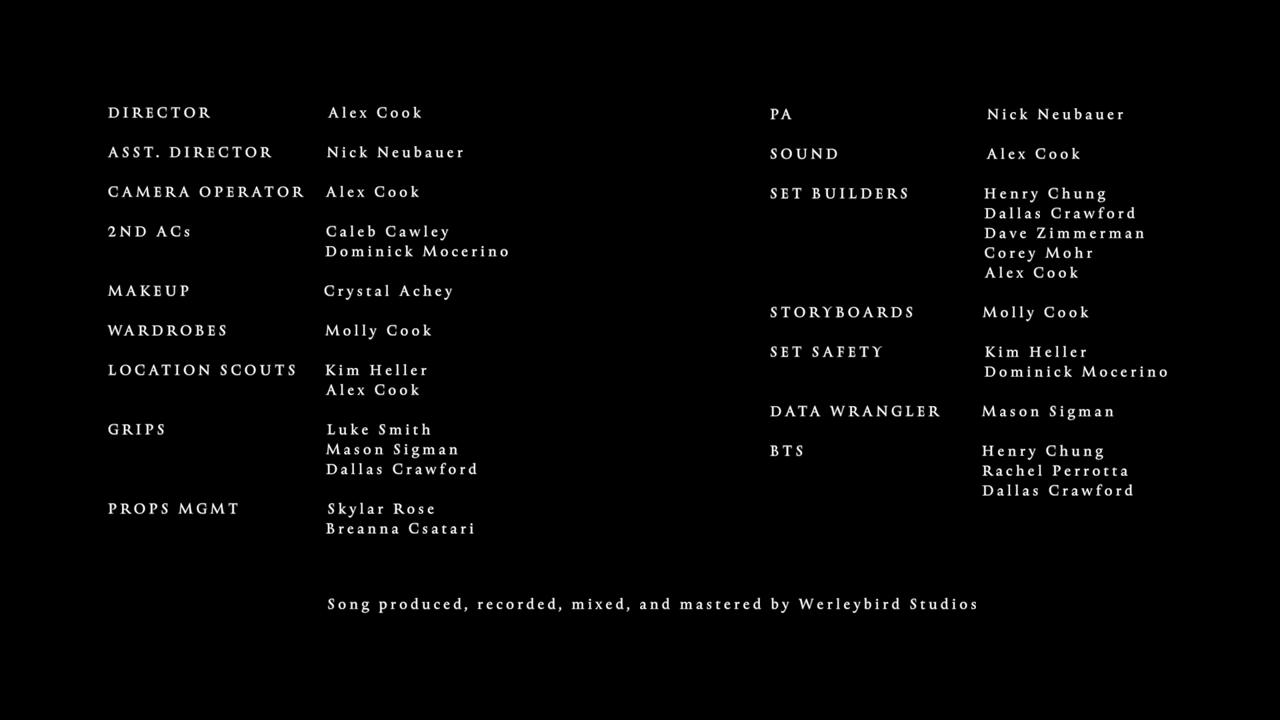 DIRECTOR Alex Cook
ASST. DIRECTOR Nick Neubauer
CAMERA OPERATOR Alex Cook
2ND ACs Caleb Cawley
Dominick Mocerino
MAKEUP Crystal Achey
WARDROBES Molly Cook
LOCATION SCOUTS Kim Heller
Alex Cook
GRIPS Luke Smith
Mason Sigman
Dallas Crawford
PROPS MGMT Skylar Rose
Breanna Csatari
PA Nick Neubauer
SOUND Alex Cook
SET BUILDERS Henry Chung
Dallas Crawford
Dave Zimmerman
Corey Mohr
Alex Cook
STORYBOARDS Molly Cook
SET SAFETY Kim Heller
Dominick Mocerino
DATA WRANGLER Mason Sigman
BTS Henry Chung
Rachel Perrotta
Dallas Crawford
Song produced, recorded, mixed, and mastered by Werleybird Studios